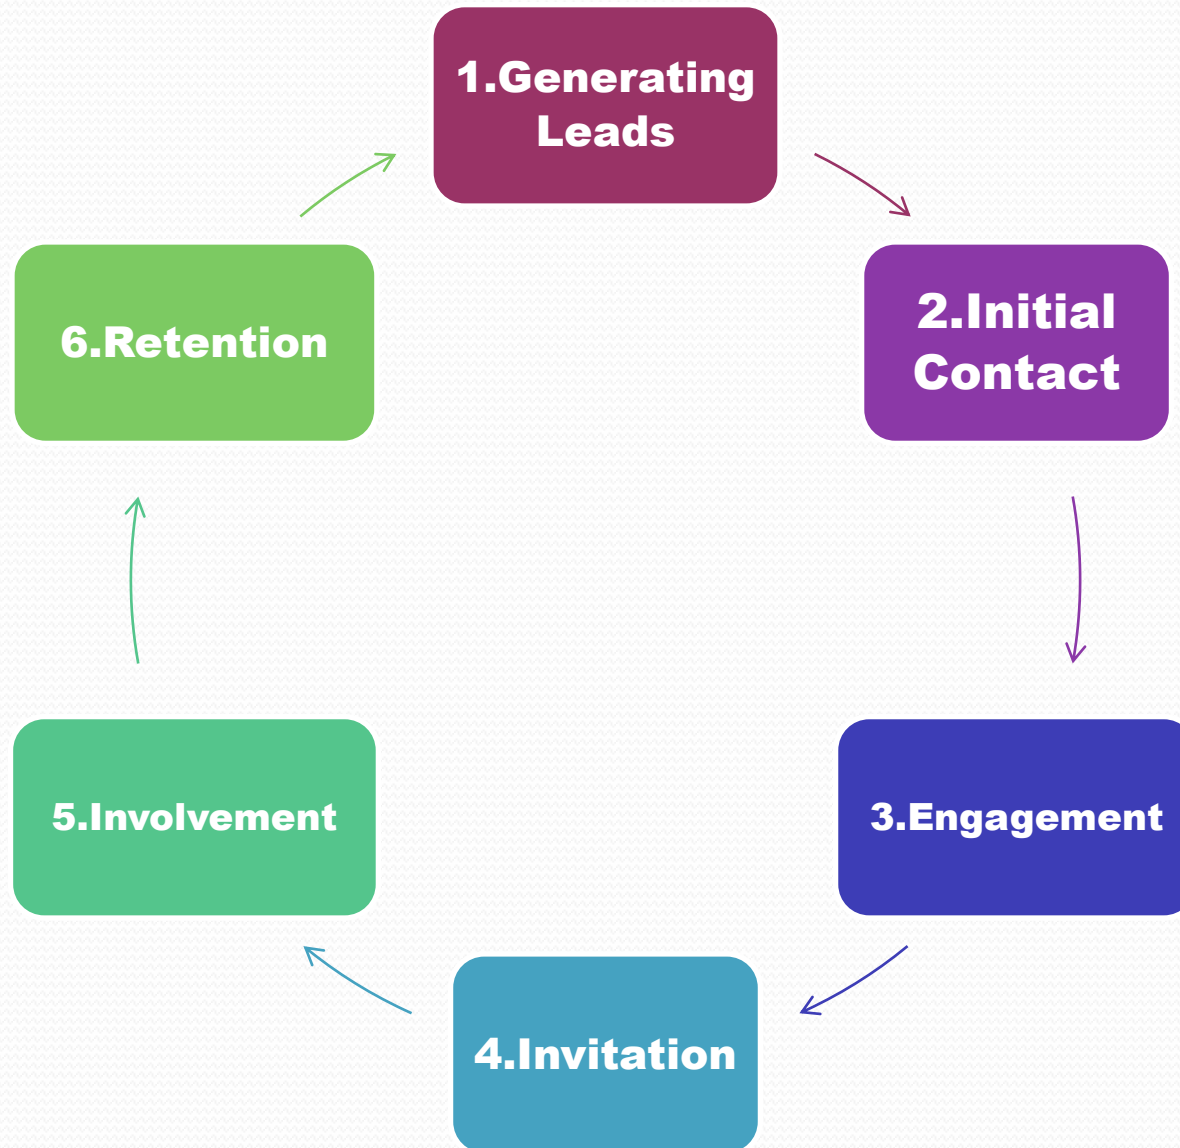 1.Generating
Leads
2.Initial
Contact
3.Engagement
4.Invitation
5.Involvement
6.Retention